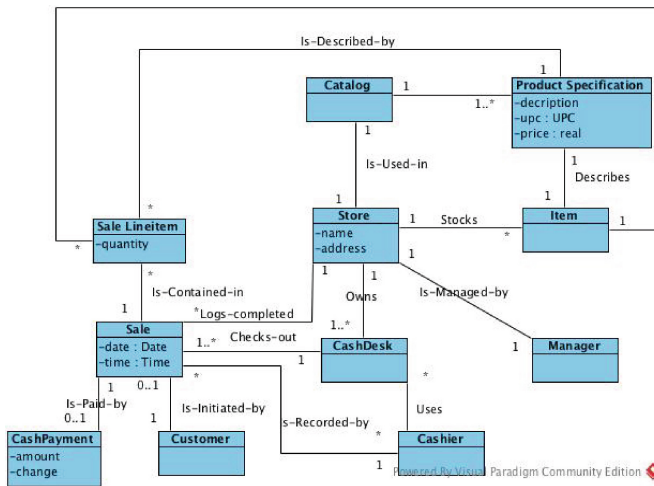 Is-Described-by
Catalog
1
1
Product Specification
-decription
-upc : UPC
-price : real
1
1..*
1
Is-Used-in
1
Describes
*
1
1
Sale Lineitem
-quantity
*
Store
-name
-address
1
Stocks
*
Item
1
*
Is-Contained-in
1
1
1
Owns
Is-Managed-by
1
*Logs-completed
1..*
Sale
-date : Date
-time : Time
1..*
Checks-out
1
CashDesk
1
Manager
1
0..1
*
*
Is-Paid-by
0..1
1
Is-Initiated-by
Is-Recorded-by
*
Uses
CashPayment
-amount
-change
Customer
1
Cashier
Powered By Visual Paradigm Community Edition